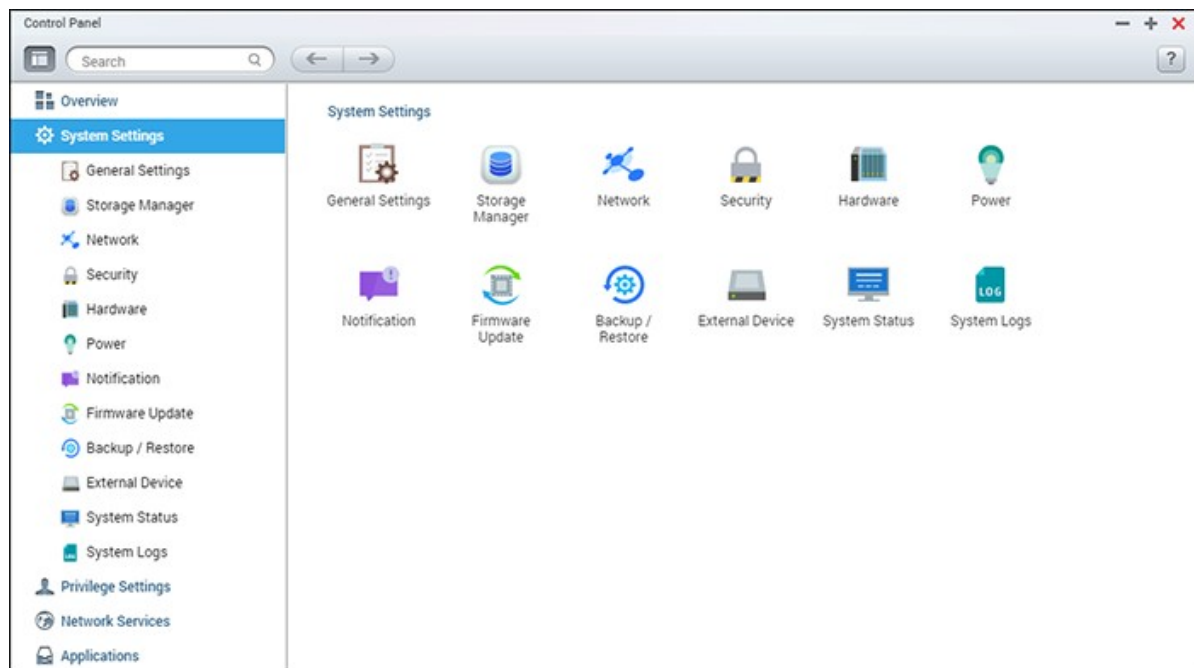 Control Panel
Search
?
Overview
System Settings
General Settings
Storage Manager
Network
Security
Hardware
Power
Notification
Firmware Update
Backup / Restore
External Device
System Status
System Logs
Privilege Settings
Network Services
Applications
System Settings
General Settings
Storage
Manager
Network
Security
Hardware
Power
Notification
Firmware
Update
Backup /
Restore
External Device
System Status
LOG
System Logs